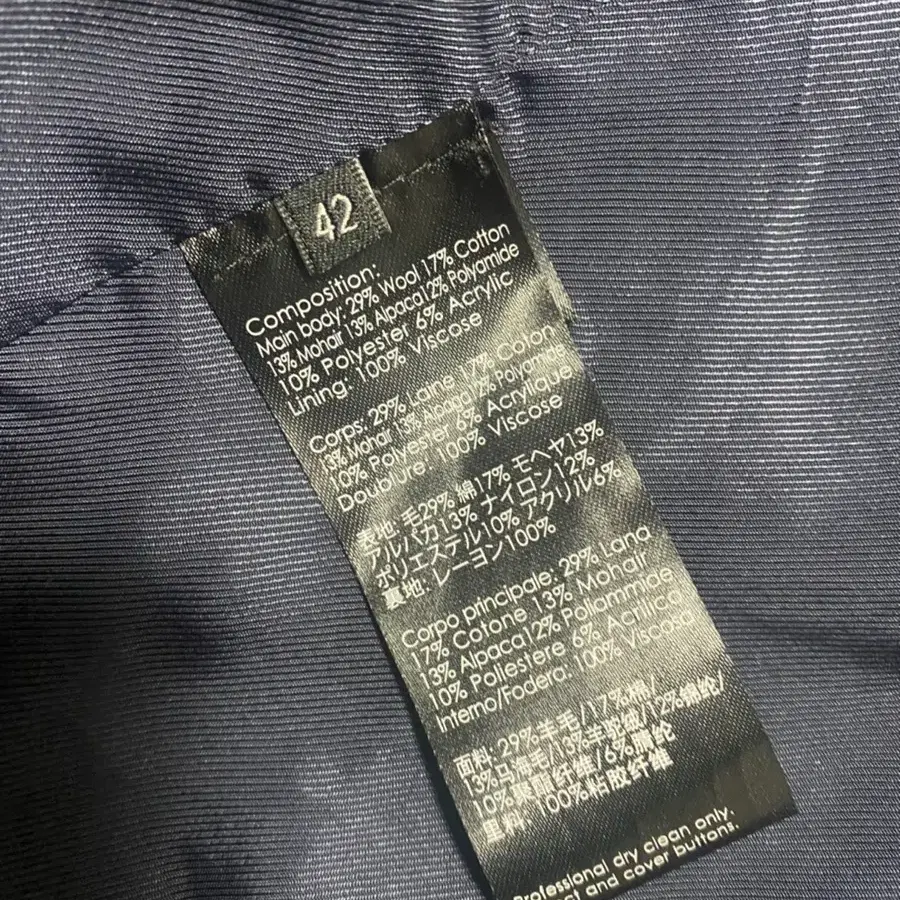 42
Composition:
Main body: 29% Wool 17% Cotton
13% Mohair 13% Alpaca 12% Polyamide
10% Polyester 6% Acrylic
Lining: 100% Viscose
Corps: 29% Laine 17% Coton
13% Mohair 13% Alpaca 12% Polyamide
10% Polyester 6% Acrylique
Doublure: 100% Viscose
表地: 毛29% 綿17% モヘヤ13%
アルパカ13% ナイロン12%
ポリエステル10% アクリル6%
裏地: レーヨン100%
Corpo principale: 29% Lana
17% Cotone 13% Mohair
13% Alpaca 12% Poliammide
10% Poliestere 6% Acrilica
Interno/Fodera: 100% Viscosa
面料: 29%羊毛/17%棉/
13%马海毛/13%羊驼绒/12%锦纶/
10%聚酯纤维/6%腈纶
里料: 100%粘胶纤维
Professional dry clean only.
and cover buttons.